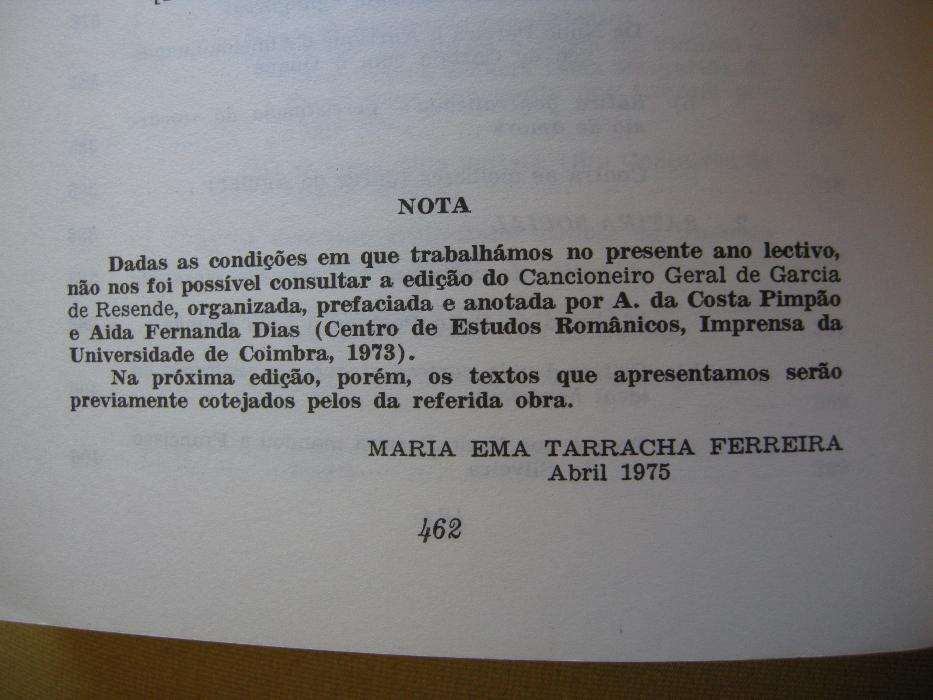 NOTA
Dadas as condições em que trabalhámos no presente ano lectivo,
não nos foi possível consultar a edição do Cancioneiro Geral de Garcia
de Resende, organizada, prefaciada e anotada por A. da Costa Pimpão
e Aida Fernanda Dias (Centro de Estudos Românicos, Imprensa da
Universidade de Coimbra, 1973).
Na próxima edição, porém, os textos que apresentamos serão
previamente cotejados pelos da referida obra.
MARIA EMA TARRACHA FERREIRA
Abril 1975
462